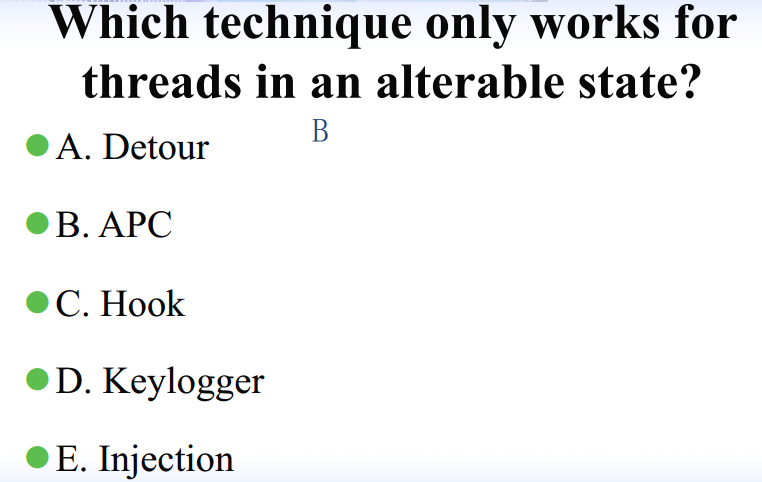 Which technique only works for
threads in an alterable state?
B
A. Detour
B. APC
C. Hook
D. Keylogger
E. Injection